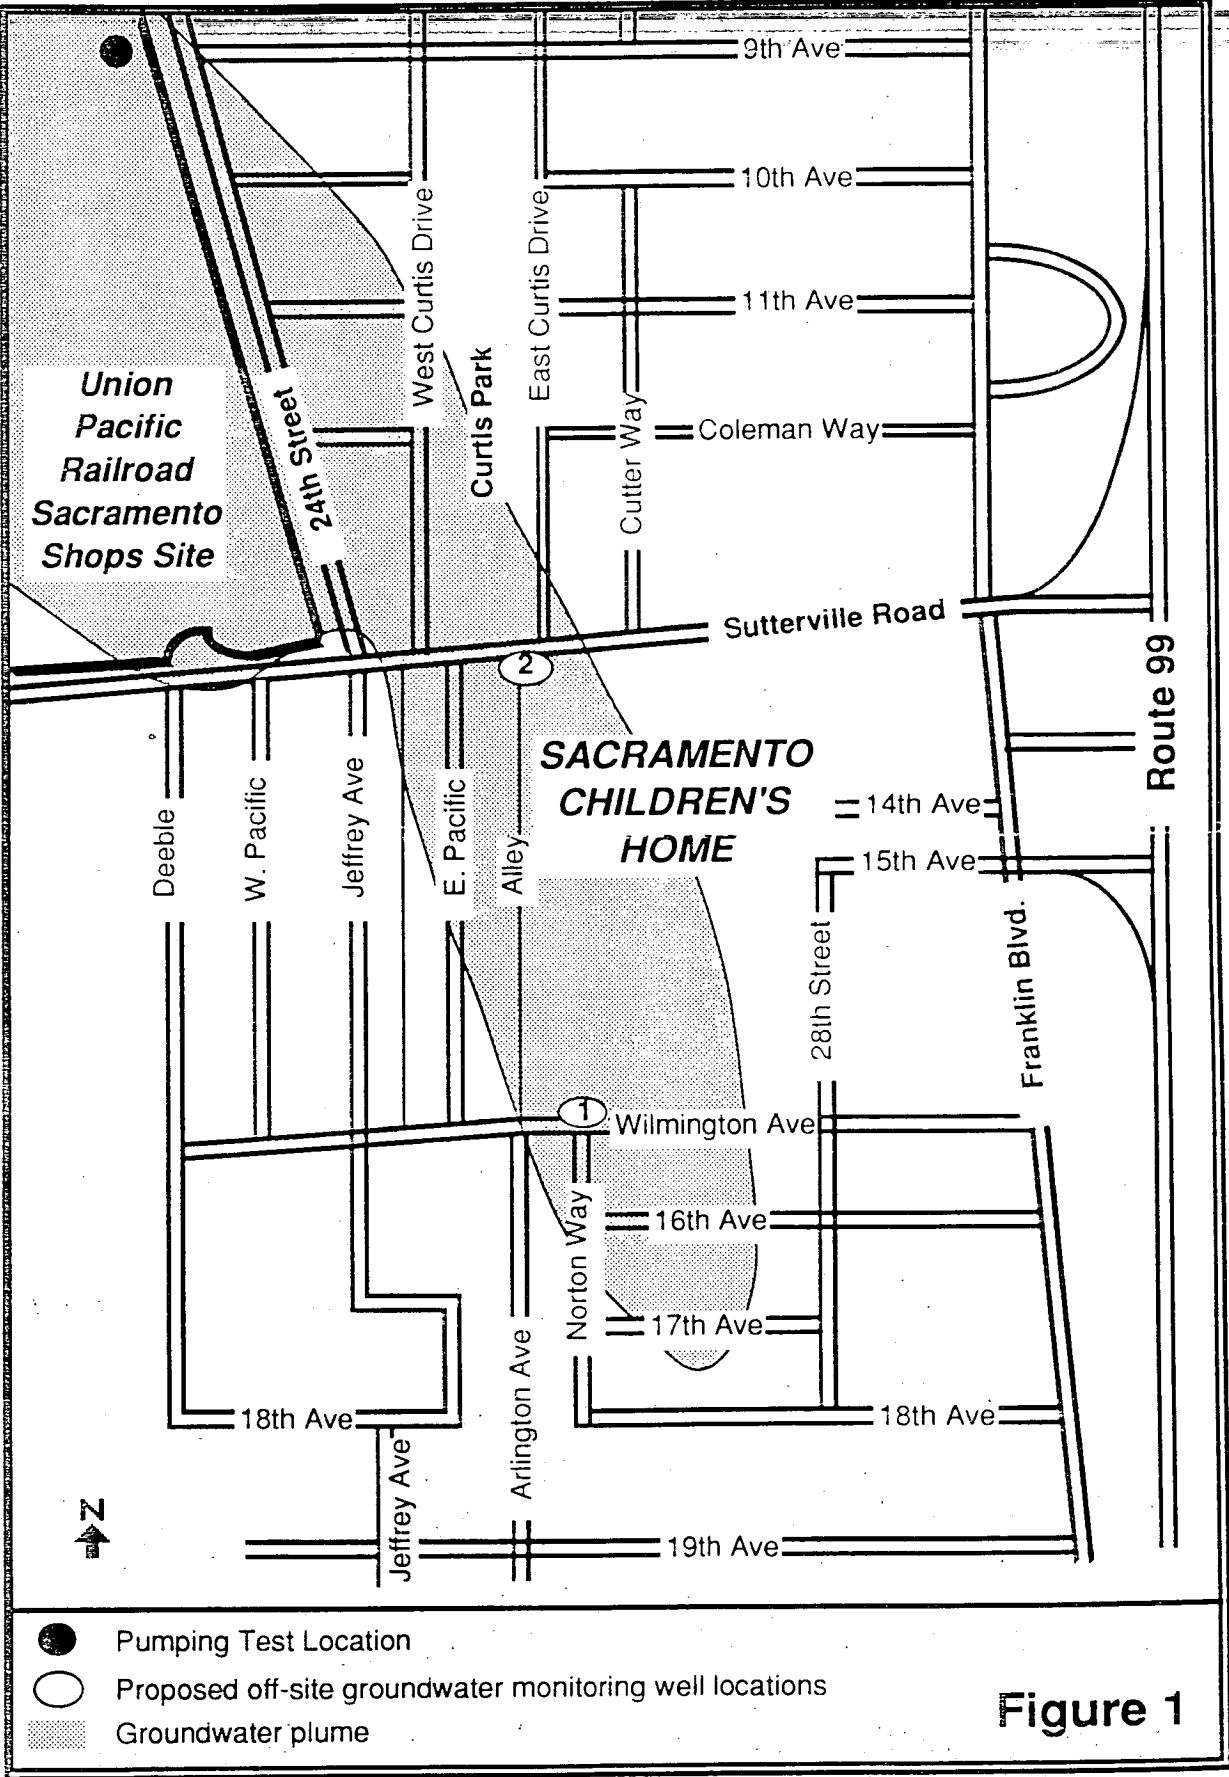 9th Ave
10th Ave
West Curtis Drive
East Curtis Drive
11th Ave
Curtis Park
Union
Pacific
Railroad
Sacramento
Shops Site
24th Street
Cutter Way
Coleman Way
Sutterville Road
Route 99
2
SACRAMENTO
CHILDREN'S
HOME
Deeble
W. Pacific
Jeffrey Ave
E. Pacific
Alley
14th Ave
15th Ave
28th Street
Franklin Blvd.
1
Wilmington Ave
Norton Way
16th Ave
17th Ave
Arlington Ave
18th Ave
18th Ave
Jeffrey Ave
19th Ave
N
Pumping Test Location
Proposed off-site groundwater monitoring well locations
Groundwater plume
Figure 1